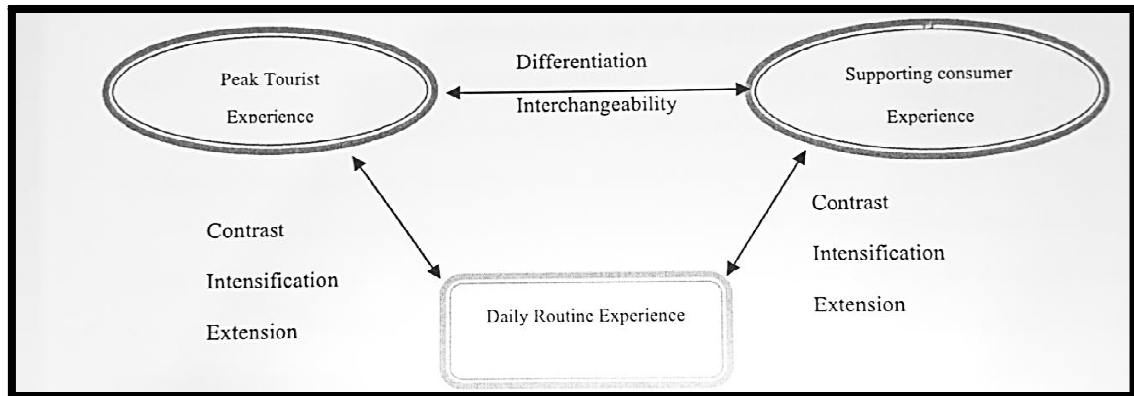 Peak Tourist
Experience
Differentiation
Interchangeability
Supporting consumer
Experience
Contrast
Intensification
Extension
Contrast
Intensification
Extension
Daily Routine Experience